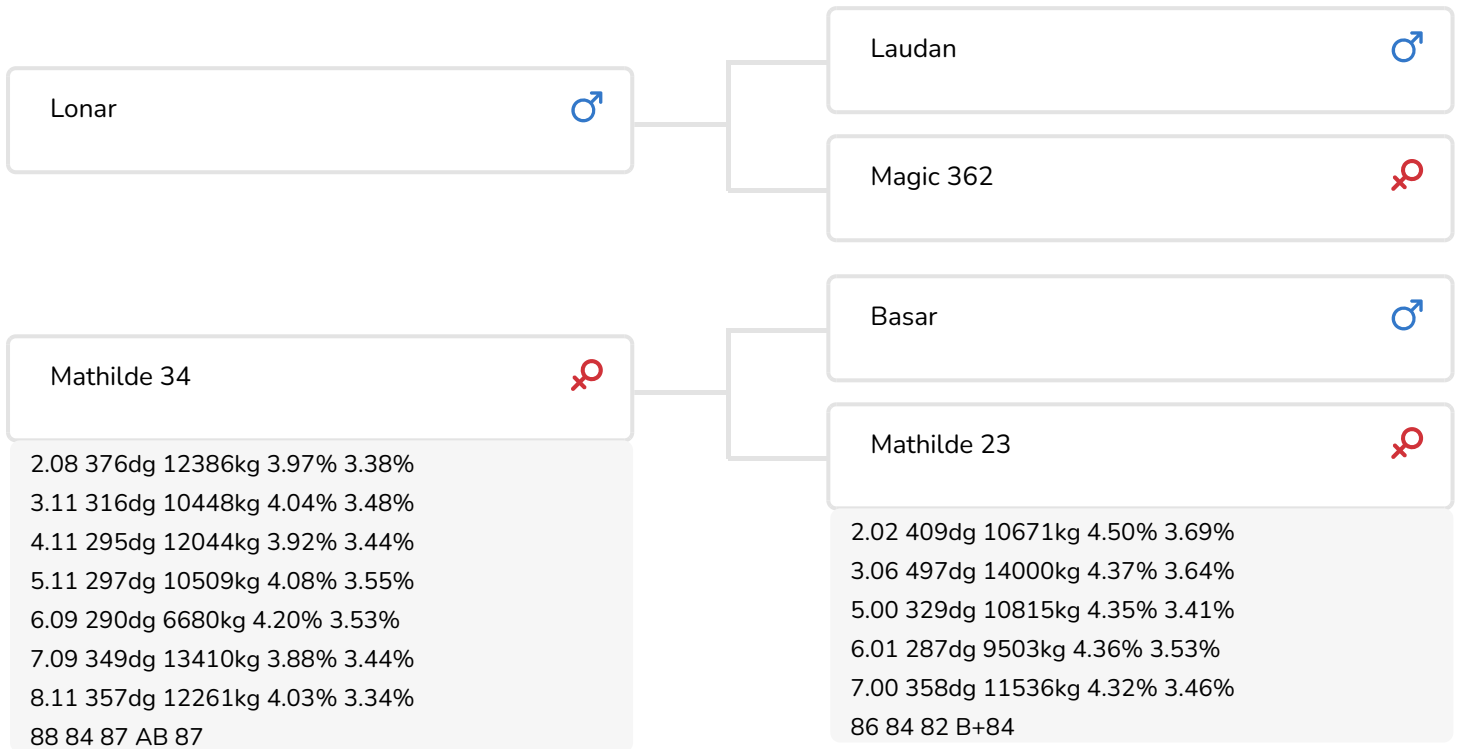 Lonar
Laudan
Magic 362
Mathilde 34
2.08 376dg 12386kg 3.97% 3.38%
3.11 316dg 10448kg 4.04% 3.48%
4.11 295dg 12044kg 3.92% 3.44%
5.11 297dg 10509kg 4.08% 3.55%
6.09 290dg 6680kg 4.20% 3.53%
7.09 349dg 13410kg 3.88% 3.44%
8.11 357dg 12261kg 4.03% 3.34%
88 84 87 AB 87
Basar
Mathilde 23
2.02 409dg 10671kg 4.50% 3.69%
3.06 497dg 14000kg 4.37% 3.64%
5.00 329dg 10815kg 4.35% 3.41%
6.01 287dg 9503kg 4.36% 3.53%
7.00 358dg 11536kg 4.32% 3.46%
86 84 82 B+84